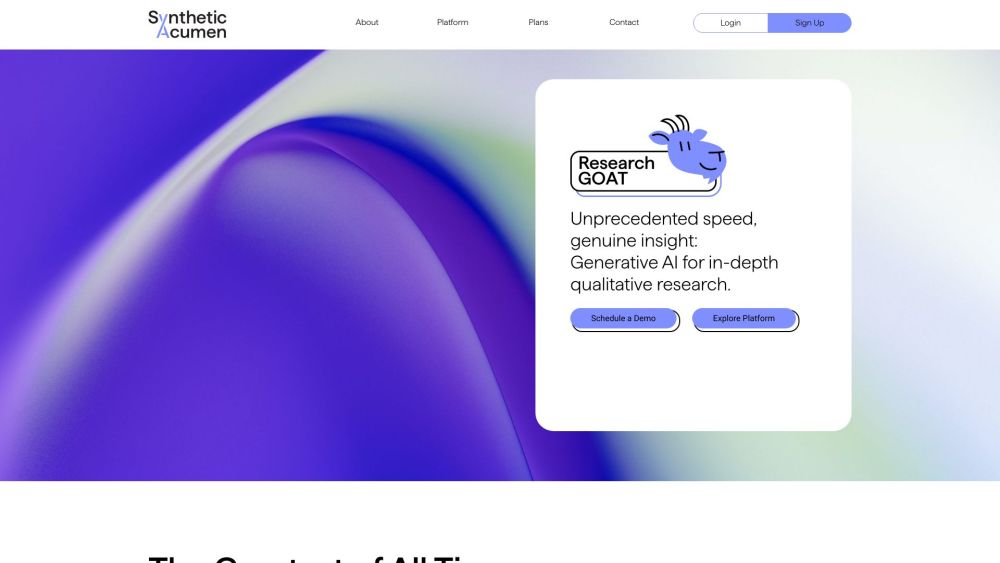 Synthetic
Acumen
About
Platform
Plans
Contact
Login
Sign Up
Research
GOAT
Unprecedented speed,
genuine insight:
Generative AI for in-depth
qualitative research.
Schedule a Demo
Explore Platform